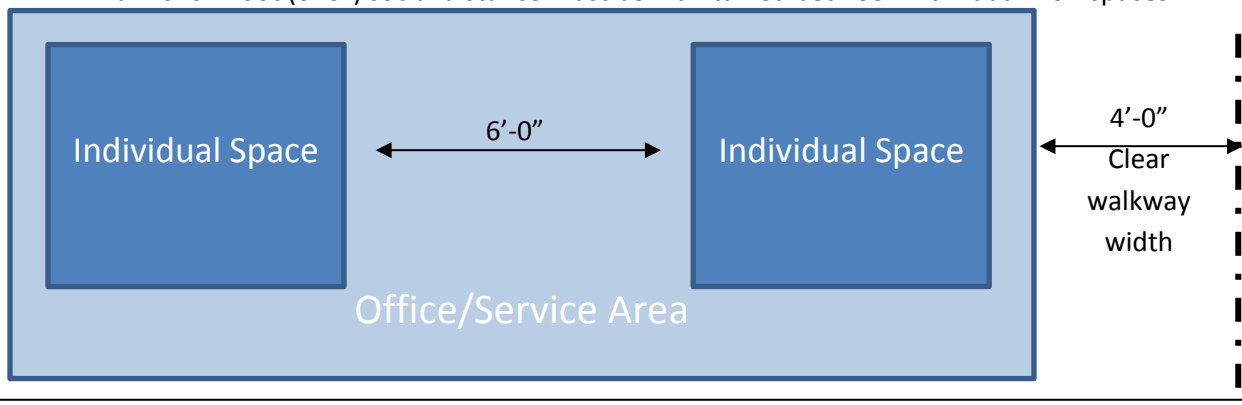 Individual Space
6’-0”
Individual Space
4’-0”
Clear
walkway
width
Office/Service Area